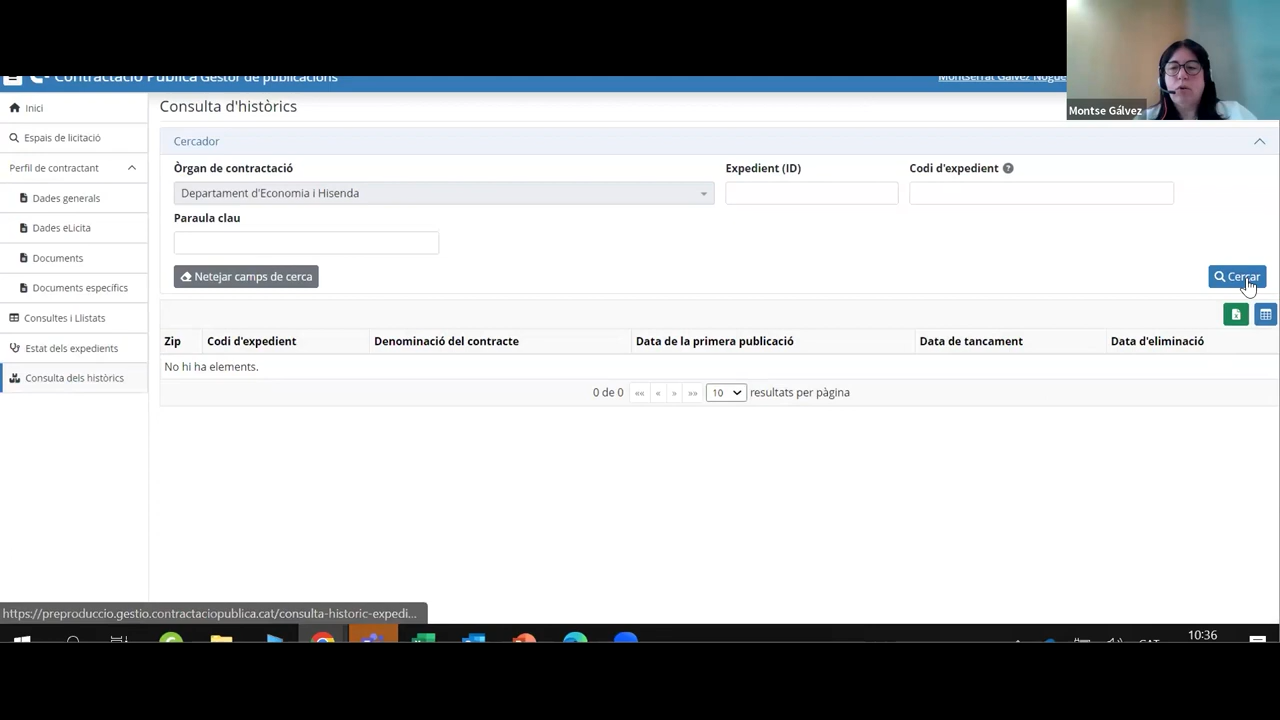 Contractació Pública Gestor de publicacions
Montserrat Gálvez Nogue
Montse Gálvez
Inici
Espais de licitació
Perfil de contractant
Dades generals
Dades eLicita
Documents
Documents específics
Consultes i Llistats
Estat dels expedients
Consulta dels històrics
Consulta d'històrics
Cercador
Òrgan de contractació
Expedient (ID)
Codi d'expedient
Departament d'Economia i Hisenda
Paraula clau
Netejar camps de cerca
Cercar
Zip Codi d'expedient Denominació del contracte Data de la primera publicació Data de tancament Data d'eliminació
No hi ha elements.
0 de 0 «« « » »» 10 resultats per pàgina
https://preproduccio.gestio.contractaciopublica.cat/consulta-historic-expedi...
10:36